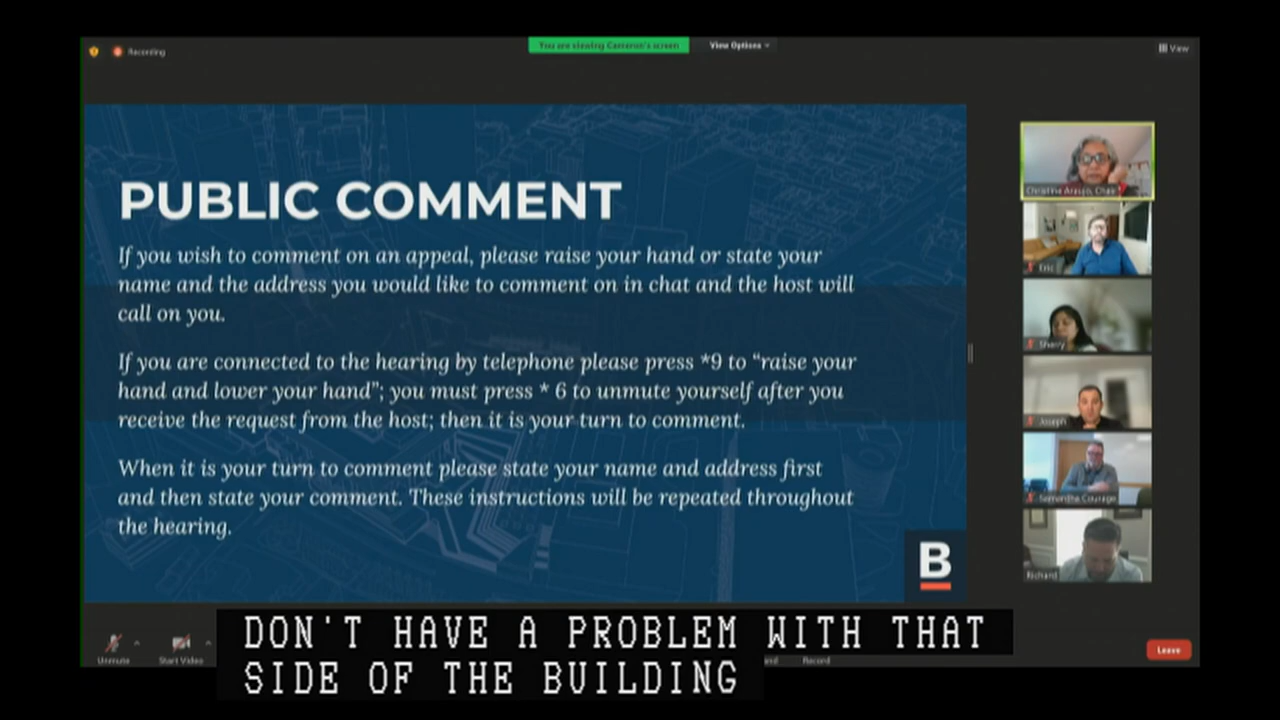 Recording
You are viewing Cameron's screen
View Options
View
PUBLIC COMMENT
If you wish to comment on an appeal, please raise your hand or state your
name and the address you would like to comment on in chat and the host will
call on you.
If you are connected to the hearing by telephone please press *9 to “raise your
hand and lower your hand”; you must press * 6 to unmute yourself after you
receive the request from the host; then it is your turn to comment.
When it is your turn to comment please state your name and address first
and then state your comment. These instructions will be repeated throughout
the hearing.
B
Christine Araujo, Chair
Eric
Sherry
Joseph
Samantha Courage
Richard
Unmute
Start Video
Record
Leave
DON'T HAVE A PROBLEM WITH THAT
SIDE OF THE BUILDING